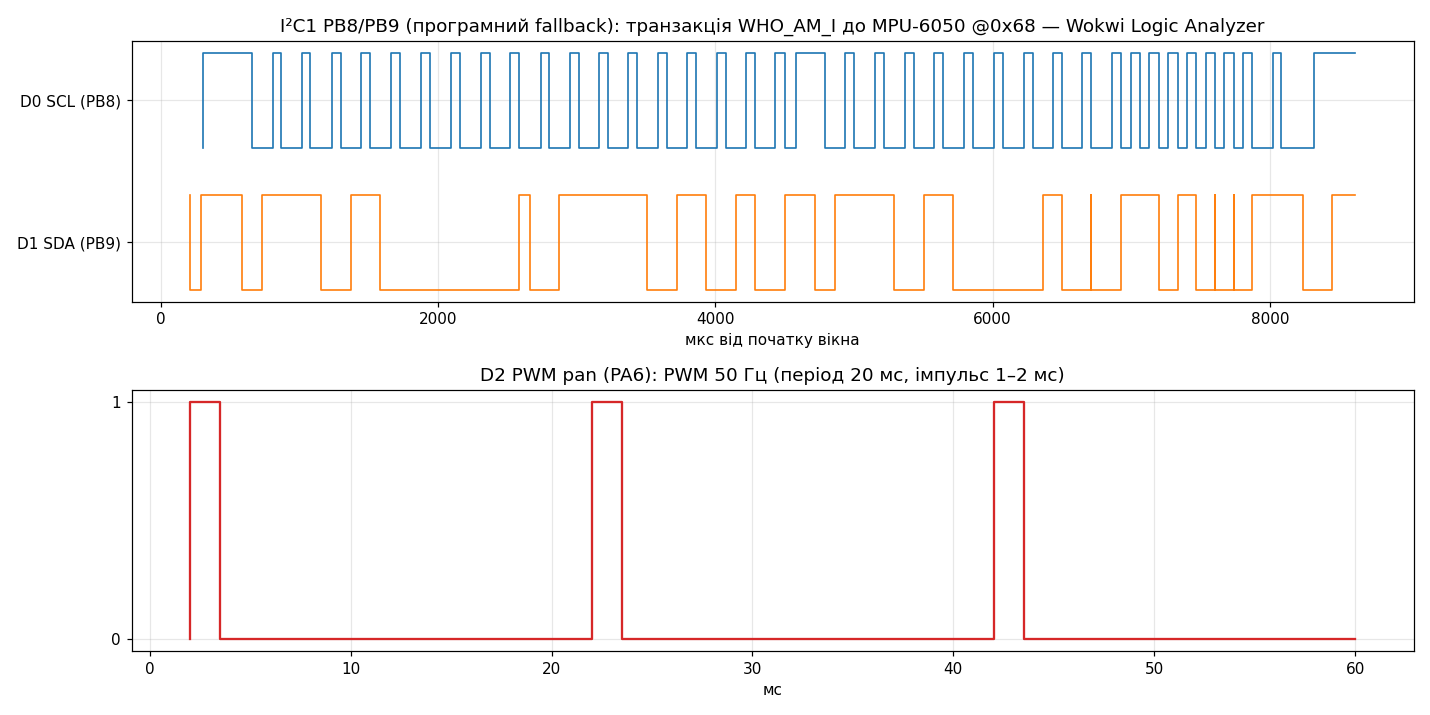 I²C1 PB8/PB9 (програмний fallback): транзакція WHO_AM_I до MPU-6050 @0x68 — Wokwi Logic Analyzer
D0 SCL (PB8)
D1 SDA (PB9)
0 2000 4000 6000 8000
мкс від початку вікна
D2 PWM pan (PA6): PWM 50 Гц (період 20 мс, імпульс 1–2 мс)
1
0
0 10 20 30 40 50 60
мс